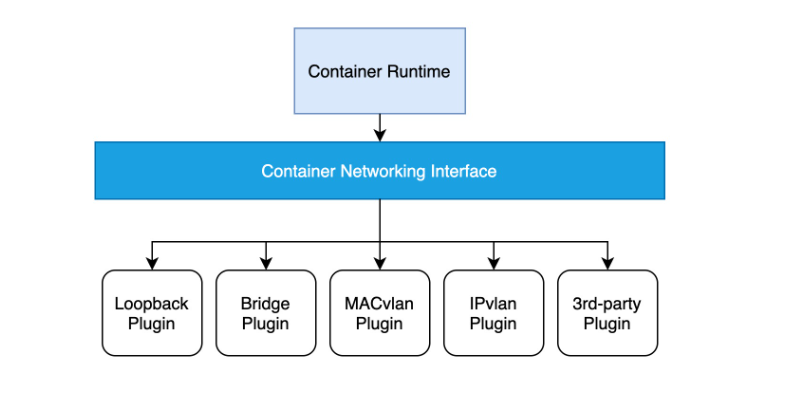 Container Runtime
Container Networking Interface
Loopback
Plugin
Bridge
Plugin
MACvlan
Plugin
IPvlan
Plugin
3rd-party
Plugin